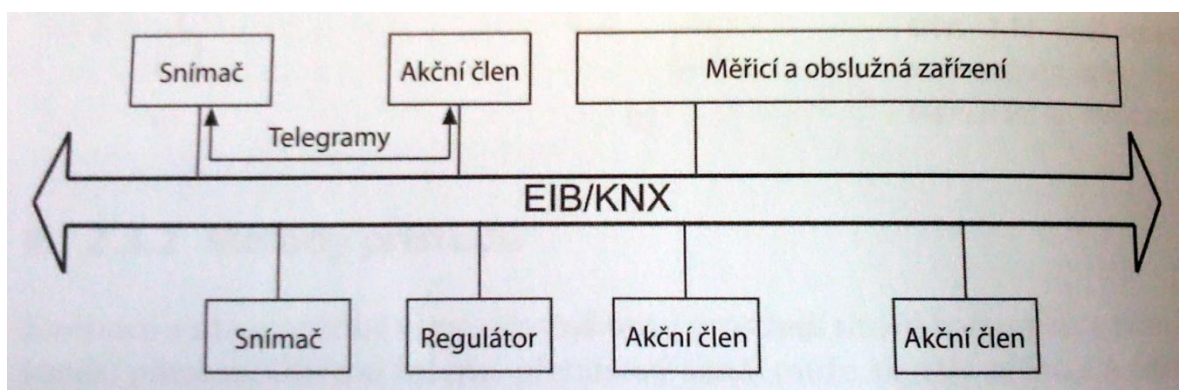 Snímač
Akční člen
Měřicí a obslužná zařízení
Telegramy
EIB/KNX
Snímač
Regulátor
Akční člen
Akční člen